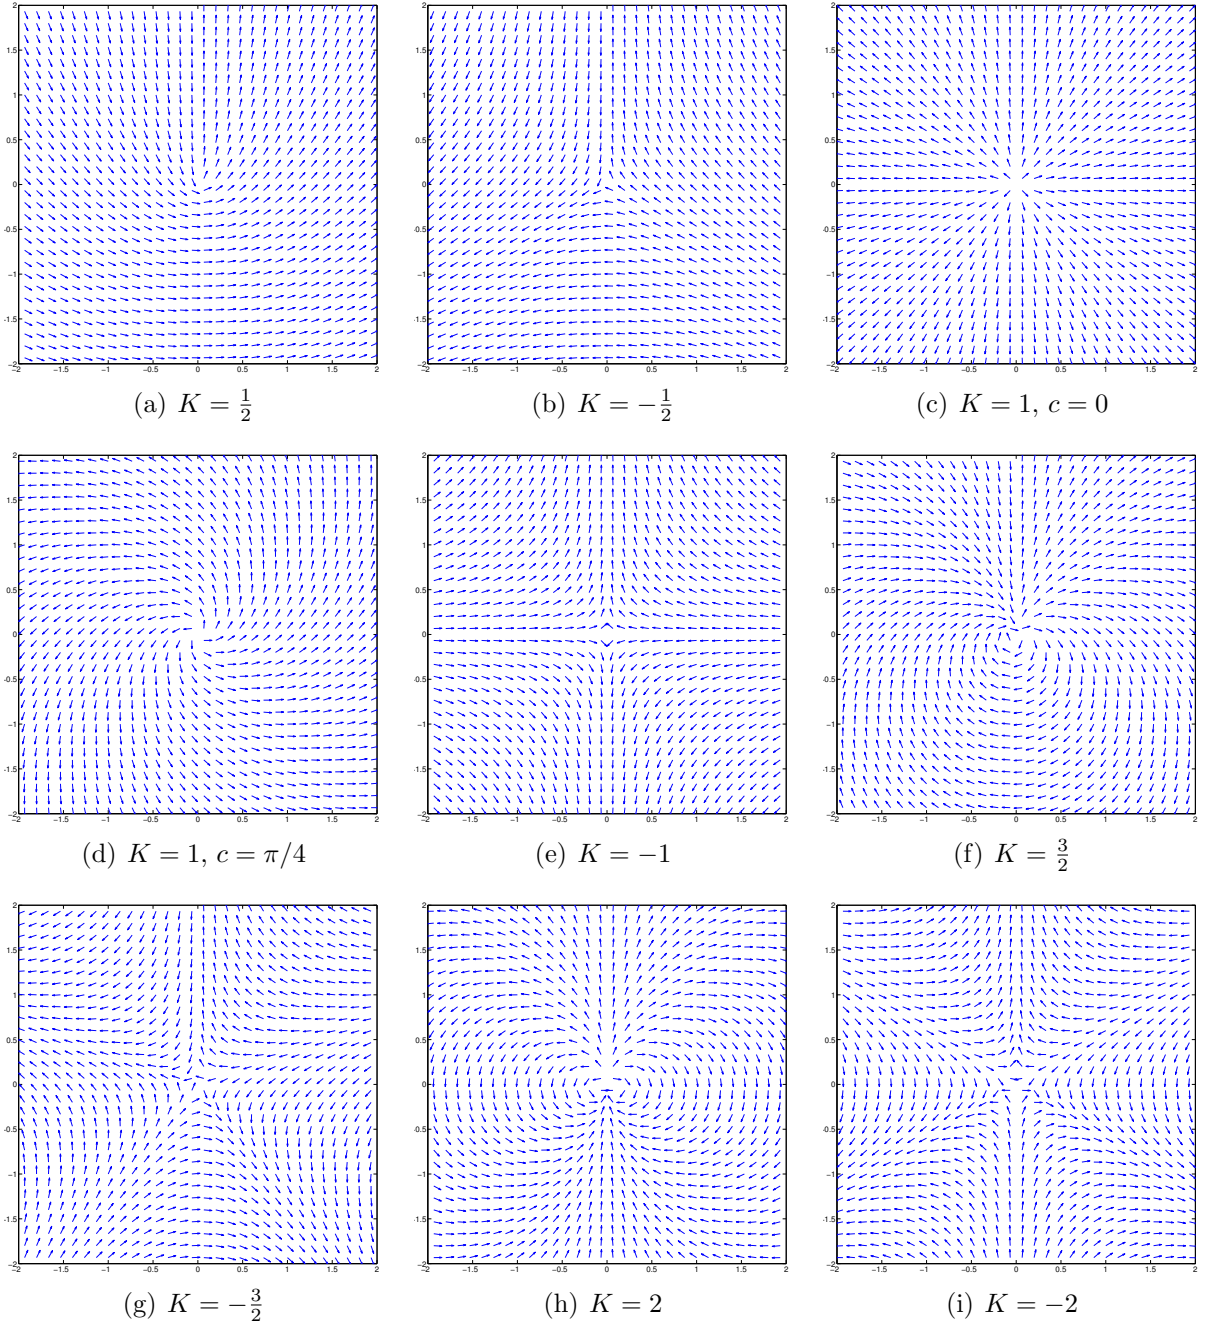 (a) K = 1/2
(b) K = −1/2
(c) K = 1, c = 0
(d) K = 1, c = π/4
(e) K = −1
(f) K = 3/2
(g) K = −3/2
(h) K = 2
(i) K = −2